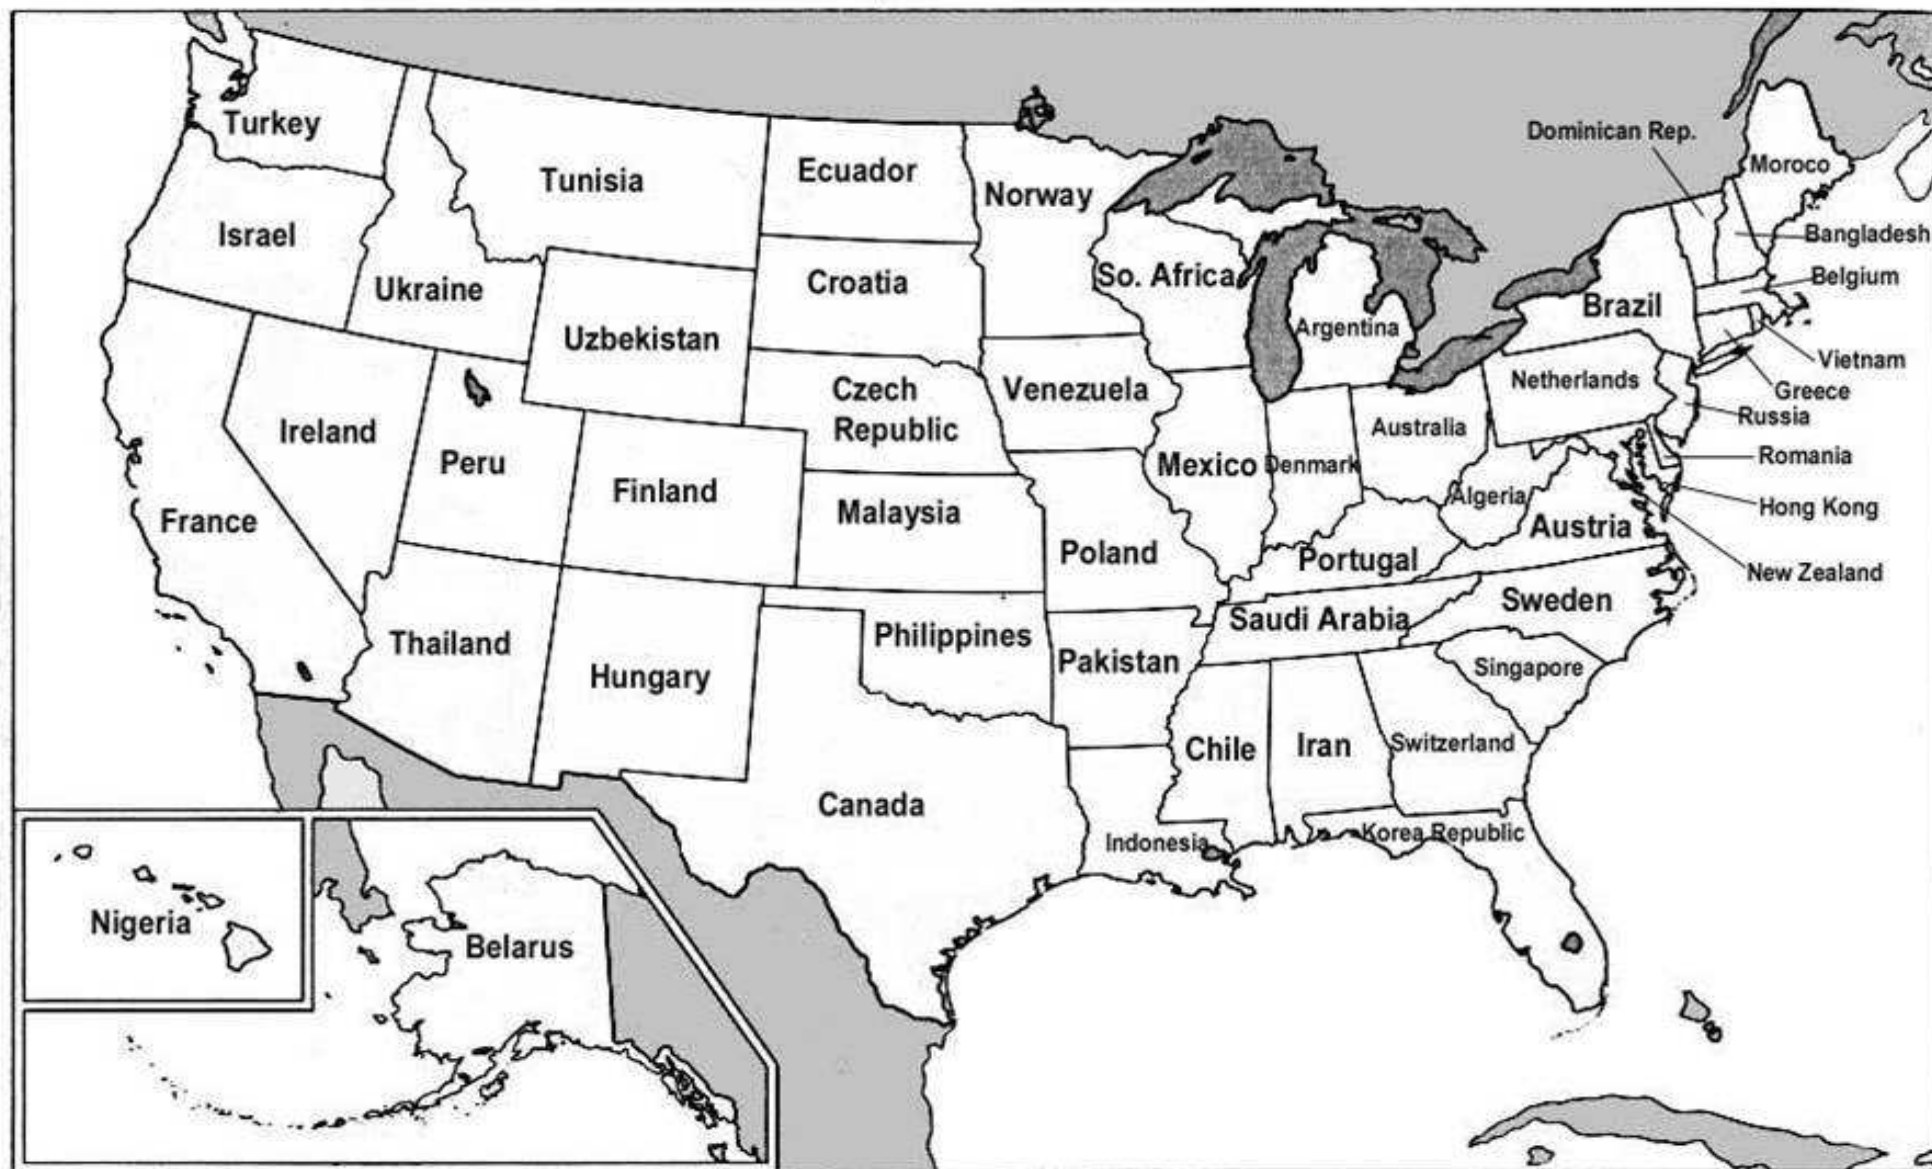 Turkey
Dominican Rep.
Moroco
Ecuador
Tunisia
Norway
Israel
Bangladesh
So. Africa
Belgium
Ukraine
Croatia
Brazil
Argentina
Uzbekistan
Vietnam
Netherlands
Greece
Venezuela
Czech
Republic
Russia
Ireland
Australia
Peru
Mexico
Denmark
Romania
Finland
Algeria
Hong Kong
Malaysia
France
Austria
Poland
Portugal
New Zealand
Sweden
Saudi Arabia
Thailand
Philippines
Pakistan
Singapore
Hungary
Chile
Iran
Switzerland
Canada
Indonesia
Korea Republic
Nigeria
Belarus